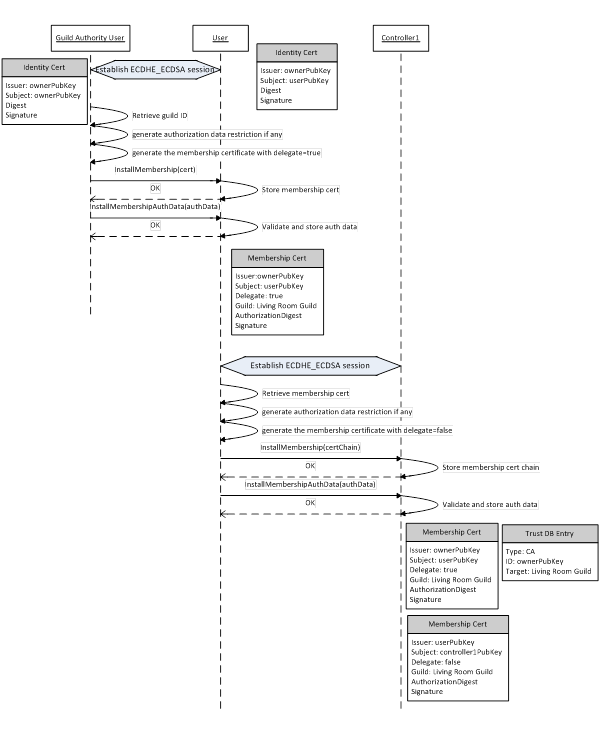 Guild Authority User
User
Controller1
Identity Cert
Issuer: ownerPubKey
Subject: ownerPubKey
Digest
Signature
Establish ECDHE_ECDSA session
Identity Cert
Issuer: ownerPubKey
Subject: userPubKey
Digest
Signature
Retrieve guild ID
generate authorization data restriction if any
generate the membership certificate with delegate=true
InstallMembership(cert)
OK
Store membership cert
InstallMembershipAuthData(authData)
OK
Validate and store auth data
Membership Cert
Issuer:ownerPubKey
Subject: userPubKey
Delegate: true
Guild: Living Room Guild
AuthorizationDigest
Signature
Establish ECDHE_ECDSA session
Retrieve membership cert
generate authorization data restriction if any
generate the membership certificate with delegate=false
InstallMembership(certChain)
OK
Store membership cert chain
InstallMembershipAuthData(authData)
OK
Validate and store auth data
Membership Cert
Issuer: ownerPubKey
Subject: userPubKey
Delegate: true
Guild: Living Room Guild
AuthorizationDigest
Signature
Trust DB Entry
Type: CA
ID: ownerPubKey
Target: Living Room Guild
Membership Cert
Issuer: userPubKey
Subject: controller1PubKey
Delegate: false
Guild: Living Room Guild
AuthorizationDigest
Signature